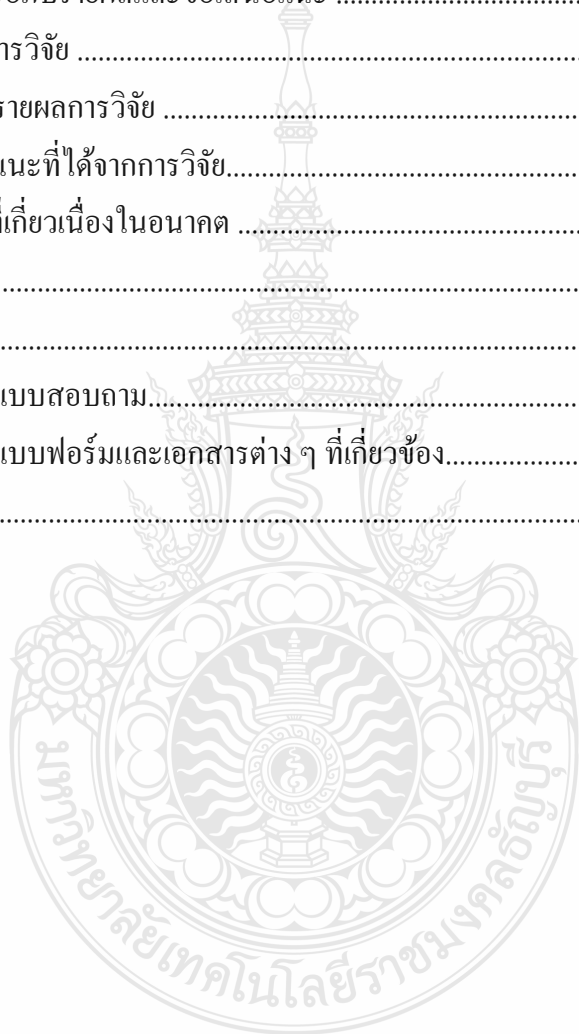 ารวิจัย ................................................................
รายผลการวิจัย ................................................................
แนะที่ได้จากการวิจัย................................................................
ที่เกี่ยวเนื่องในอนาคต ................................................................
................................................................
................................................................
แบบสอบถาม................................................................
แบบฟอร์มและเอกสารต่าง ๆ ที่เกี่ยวข้อง................................................................
................................................................
มหาวิทยาลัยเทคโนโลยีราชมงคลธัญบุรี